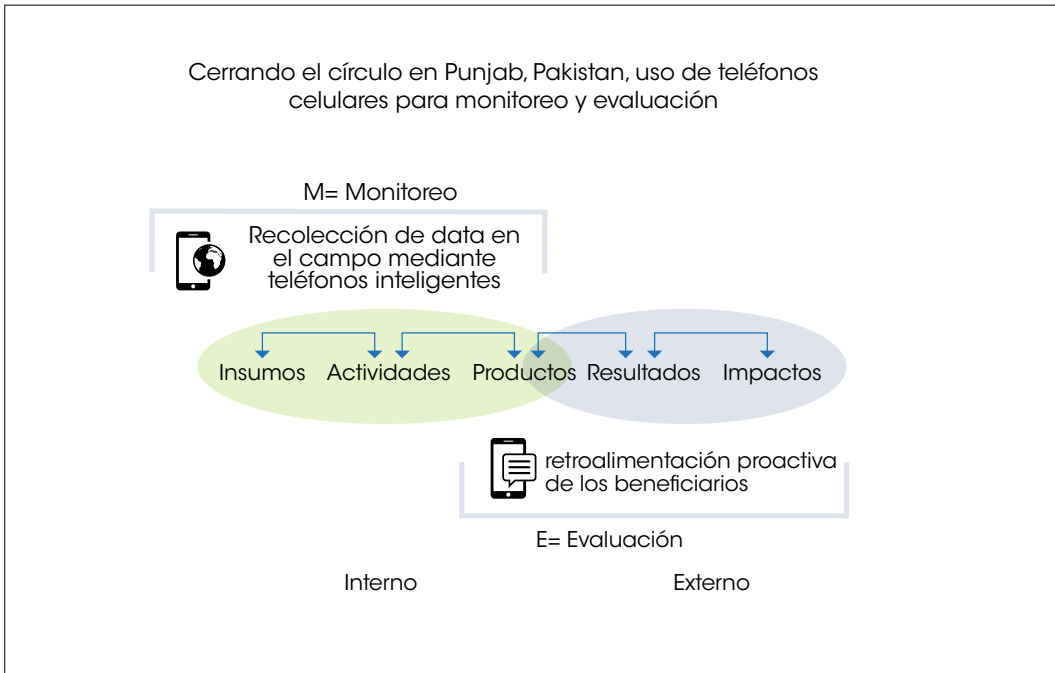 Cerrando el círculo en Punjab, Pakistan, uso de teléfonos
celulares para monitoreo y evaluación
M= Monitoreo
Recolección de data en
el campo mediante
teléfonos inteligentes
Insumos Actividades Productos Resultados Impactos
retroalimentación proactiva
de los beneficiarios
E= Evaluación
Interno Externo